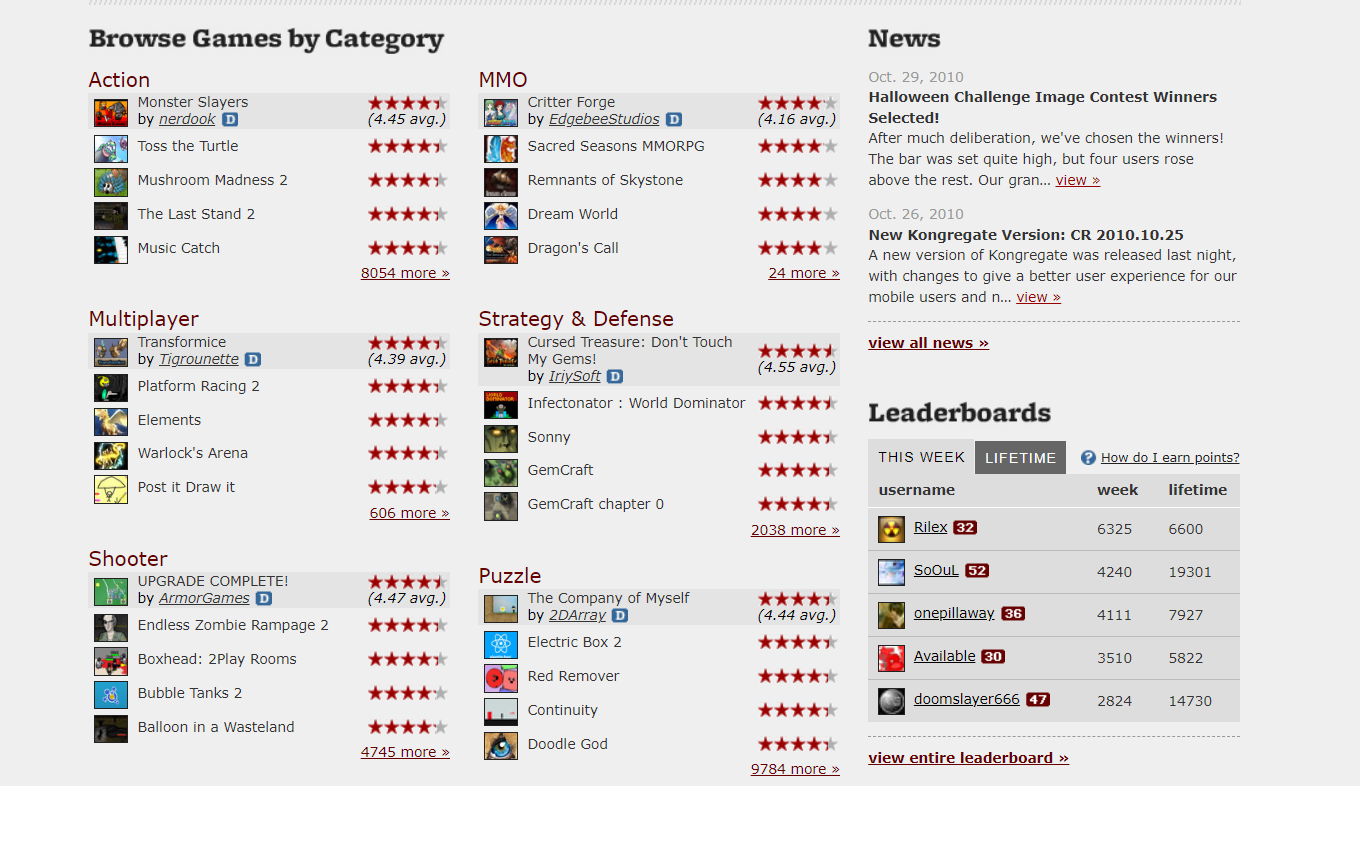 Browse Games by Category
Action
Monster Slayers
by nerdook D
(4.45 avg.)
Toss the Turtle
Mushroom Madness 2
The Last Stand 2
Music Catch
8054 more »
Multiplayer
Transformice
by Tigrounette D
(4.39 avg.)
Platform Racing 2
Elements
Warlock's Arena
Post it Draw it
606 more »
Shooter
UPGRADE COMPLETE!
by ArmorGames D
(4.47 avg.)
Endless Zombie Rampage 2
Boxhead: 2Play Rooms
Bubble Tanks 2
Balloon in a Wasteland
4745 more »
MMO
Critter Forge
by EdgebeeStudios D
(4.16 avg.)
Sacred Seasons MMORPG
Remnants of Skystone
Dream World
Dragon's Call
24 more »
Strategy & Defense
Cursed Treasure: Don't Touch
My Gems!
by IriySoft D
(4.55 avg.)
WORLD
DOMINATOR
Infectonator : World Dominator
Sonny
GemCraft
GemCraft chapter 0
2038 more »
Puzzle
The Company of Myself
by 2DArray D
(4.44 avg.)
Electric Box 2
Red Remover
Continuity
Doodle God
9784 more »
News
Oct. 29, 2010
Halloween Challenge Image Contest Winners
Selected!
After much deliberation, we've chosen the winners!
The bar was set quite high, but four users rose
above the rest. Our gran... view »
Oct. 26, 2010
New Kongregate Version: CR 2010.10.25
A new version of Kongregate was released last night,
with changes to give a better user experience for our
mobile users and n... view »
view all news »
Leaderboards
THIS WEEK LIFETIME ? How do I earn points?
username week lifetime
Rilex 32 6325 6600
SoOuL 52 4240 19301
onepillaway 36 4111 7927
Available 30 3510 5822
doomslayer666 47 2824 14730
view entire leaderboard »